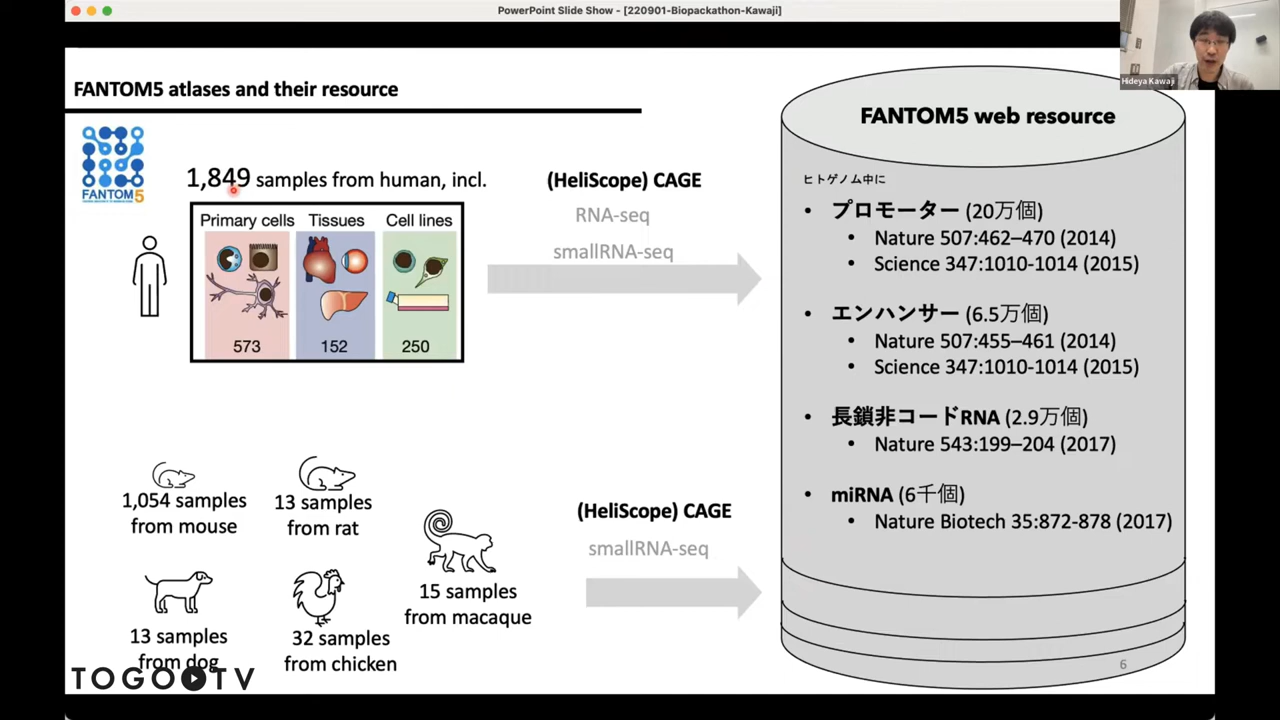 PowerPoint Slide Show - [220901-Biopackathon-Kawaji]
Hideya Kawaji
FANTOM5 atlases and their resource
FANTOM5
1,849 samples from human, incl.
Primary cells
Tissues
Cell lines
573
152
250
(HeliScope) CAGE
RNA-seq
smallRNA-seq
1,054 samples
from mouse
13 samples
from rat
15 samples
from macaque
13 samples
from dog
32 samples
from chicken
(HeliScope) CAGE
smallRNA-seq
FANTOM5 web resource
ヒトゲノム中に
• プロモーター (20万個)
• Nature 507:462–470 (2014)
• Science 347:1010-1014 (2015)
• エンハンサー (6.5万個)
• Nature 507:455–461 (2014)
• Science 347:1010-1014 (2015)
• 長鎖非コードRNA (2.9万個)
• Nature 543:199–204 (2017)
• miRNA (6千個)
• Nature Biotech 35:872-878 (2017)
6
TOGO TV